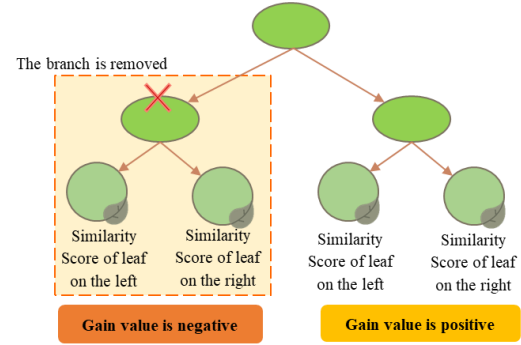 The branch is removed
Similarity
Score of leaf
on the left
Similarity
Score of leaf
on the right
Similarity
Score of leaf
on the left
Similarity
Score of leaf
on the right
Gain value is negative
Gain value is positive